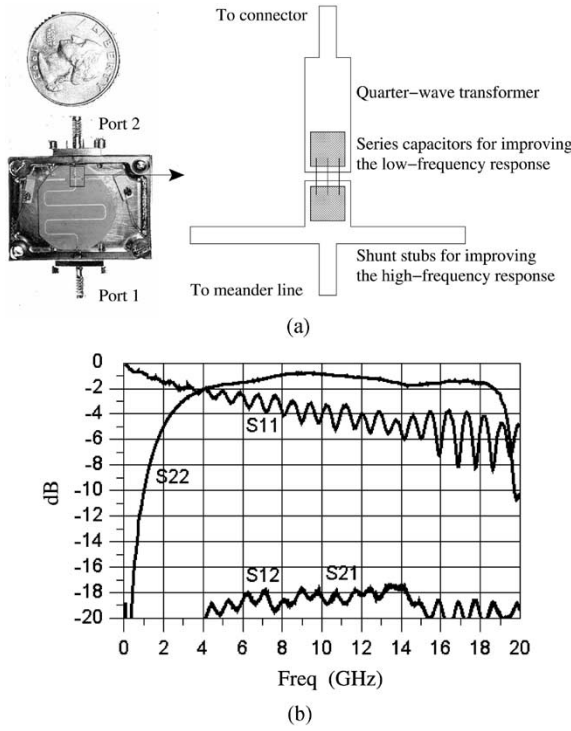 To connector
Port 2
Quarter−wave transformer
Series capacitors for improving
the low−frequency response
Shunt stubs for improving
the high−frequency response
Port 1
To meander line
(a)
0
-2
-4
-6
-8
-10
-12
-14
-16
-18
-20
dB
S11
S22
S12
S21
0
2
4
6
8
10
12
14
16
18
20
Freq (GHz)
(b)